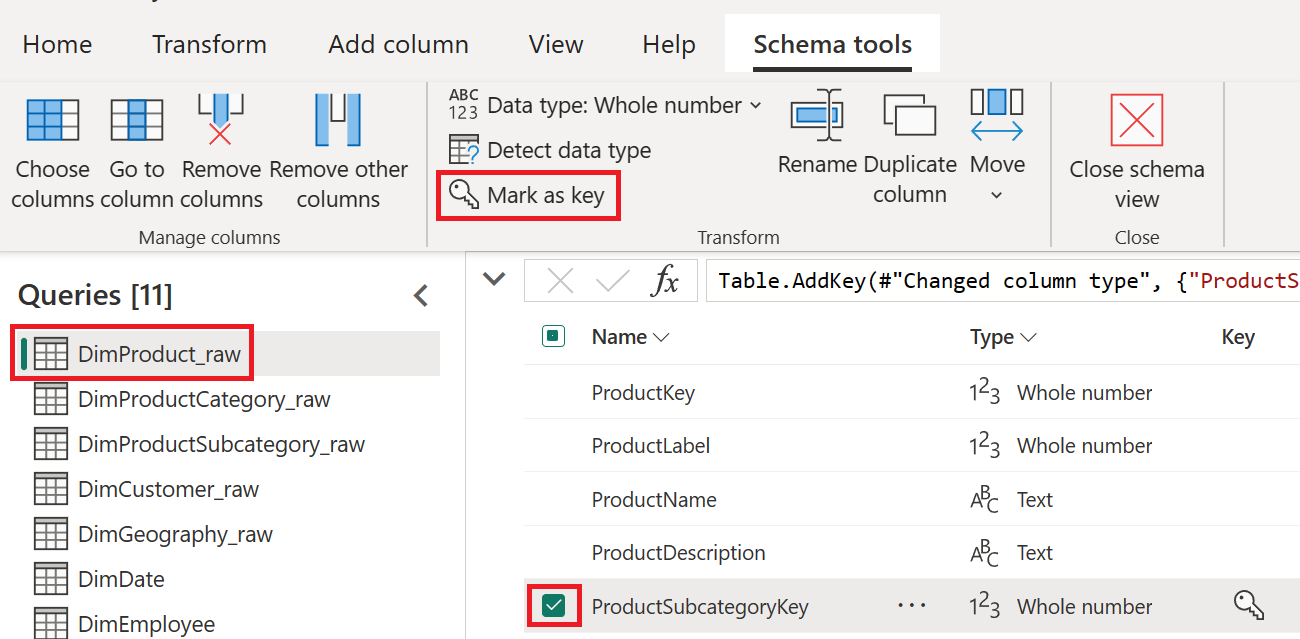 Home Transform Add column View Help Schema tools
Choose columns
Go to column
Remove columns
Remove other columns
Manage columns
ABC 123 Data type: Whole number
Detect data type
Mark as key
Rename
Duplicate column
Move
Transform
Close schema view
Close
Queries [11]
DimProduct_raw
DimProductCategory_raw
DimProductSubcategory_raw
DimCustomer_raw
DimGeography_raw
DimDate
DimEmployee
fx Table.AddKey(#"Changed column type", {"ProductS
Name Type Key
ProductKey 123 Whole number
ProductLabel 123 Whole number
ProductName ABC Text
ProductDescription ABC Text
ProductSubcategoryKey ... 123 Whole number